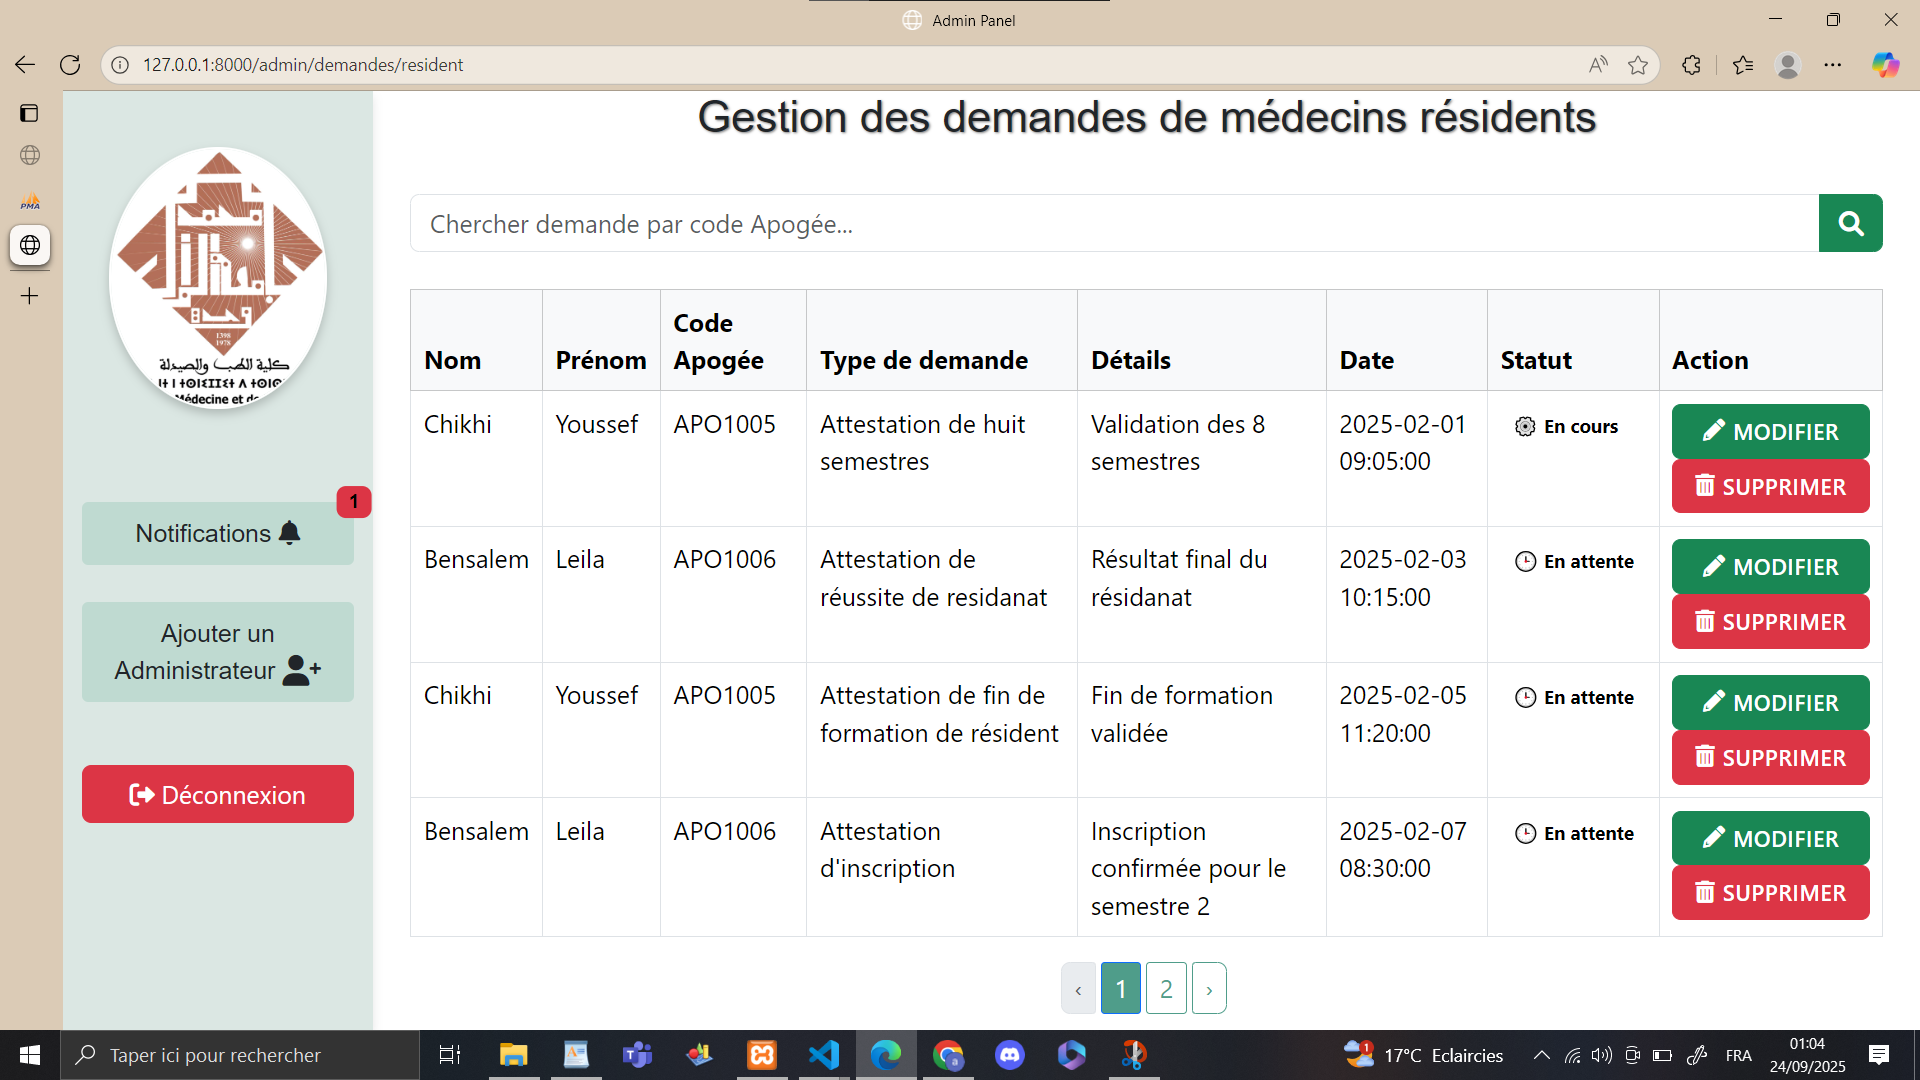 Admin Panel
127.0.0.1:8000/admin/demandes/resident
PMA
1398
1978
كلية الطب والصيدلة
Médecine et de
Notifications
1
Ajouter un
Administrateur
Déconnexion
Gestion des demandes de médecins résidents
Chercher demande par code Apogée...
Nom Prénom Code Apogée Type de demande Détails Date Statut Action
Chikhi Youssef APO1005 Attestation de huit semestres Validation des 8 semestres 2025-02-01 09:05:00 En cours MODIFIER SUPPRIMER
Bensalem Leila APO1006 Attestation de réussite de residanat Résultat final du résidanat 2025-02-03 10:15:00 En attente MODIFIER SUPPRIMER
Chikhi Youssef APO1005 Attestation de fin de formation de résident Fin de formation validée 2025-02-05 11:20:00 En attente MODIFIER SUPPRIMER
Bensalem Leila APO1006 Attestation d'inscription Inscription confirmée pour le semestre 2 2025-02-07 08:30:00 En attente MODIFIER SUPPRIMER
‹ 1 2 ›
Taper ici pour rechercher
1
17°C Eclaircies
FRA
01:04
24/09/2025